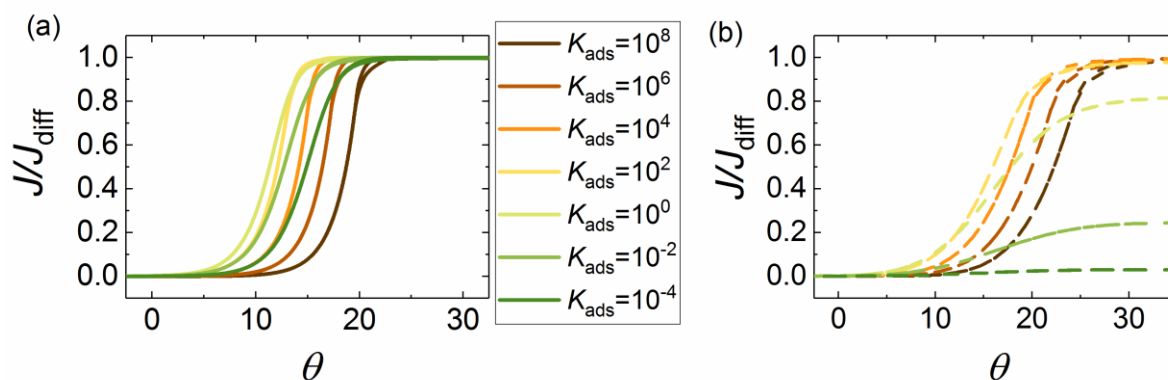 (a)
J/J_diff
1.0
0.8
0.6
0.4
0.2
0.0
0 10 20 30
θ
K_ads=10^8
K_ads=10^6
K_ads=10^4
K_ads=10^2
K_ads=10^0
K_ads=10^-2
K_ads=10^-4
(b)
J/J_diff
1.0
0.8
0.6
0.4
0.2
0.0
0 10 20 30
θ